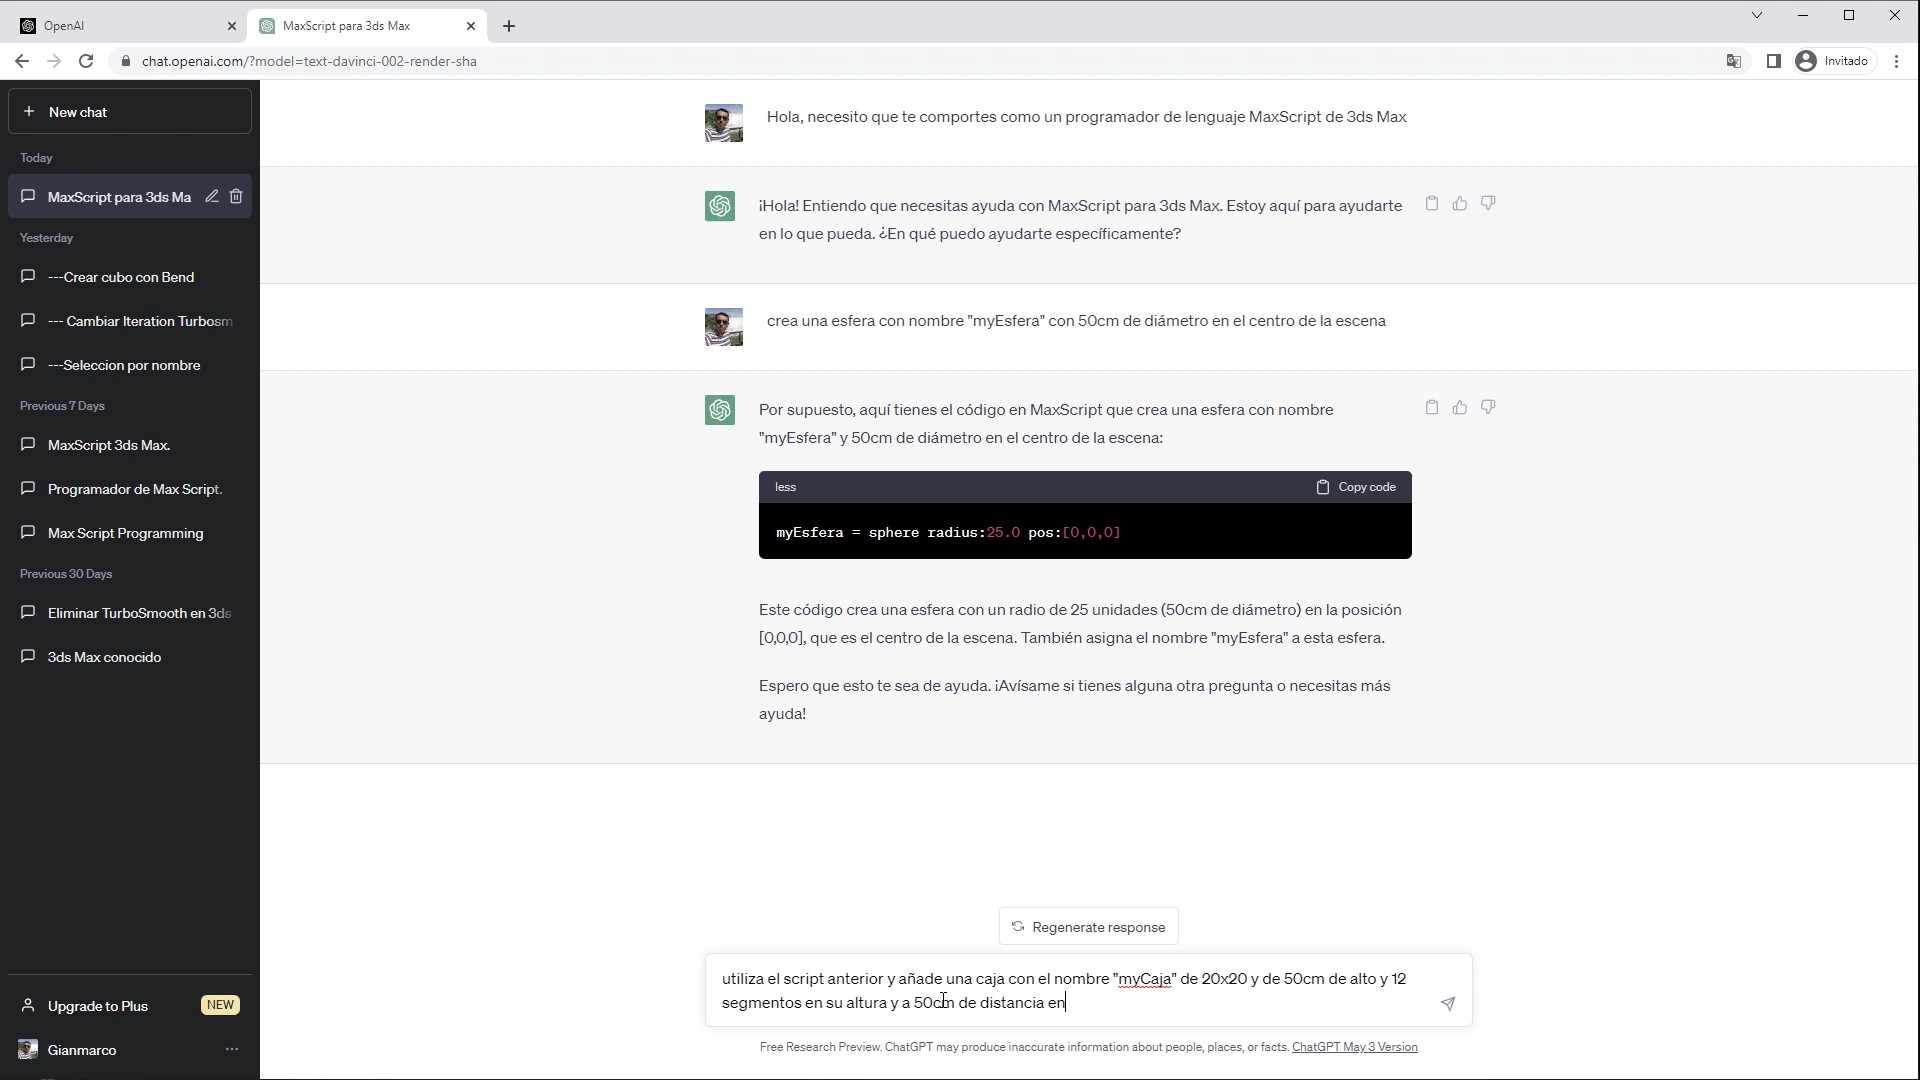 OpenAI
MaxScript para 3ds Max
chat.openai.com/?model=text-davinci-002-render-sha
Invitado
New chat
Today
MaxScript para 3ds Ma
Yesterday
---Crear cubo con Bend
--- Cambiar Iteration Turbosm
---Seleccion por nombre
Previous 7 Days
MaxScript 3ds Max.
Programador de Max Script.
Max Script Programming
Previous 30 Days
Eliminar TurboSmooth en 3ds
3ds Max conocido
Upgrade to Plus
NEW
Gianmarco
Hola, necesito que te comportes como un programador de lenguaje MaxScript de 3ds Max
¡Hola! Entiendo que necesitas ayuda con MaxScript para 3ds Max. Estoy aquí para ayudarte
en lo que pueda. ¿En qué puedo ayudarte específicamente?
crea una esfera con nombre "myEsfera" con 50cm de diámetro en el centro de la escena
Por supuesto, aquí tienes el código en MaxScript que crea una esfera con nombre
"myEsfera" y 50cm de diámetro en el centro de la escena:
less
Copy code
myEsfera = sphere radius:25.0 pos:[0,0,0]
Este código crea una esfera con un radio de 25 unidades (50cm de diámetro) en la posición
[0,0,0], que es el centro de la escena. También asigna el nombre "myEsfera" a esta esfera.
Espero que esto te sea de ayuda. ¡Avísame si tienes alguna otra pregunta o necesitas más
ayuda!
Regenerate response
utiliza el script anterior y añade una caja con el nombre "myCaja" de 20x20 y de 50cm de alto y 12
segmentos en su altura y a 50cm de distancia en
Free Research Preview. ChatGPT may produce inaccurate information about people, places, or facts. ChatGPT May 3 Version